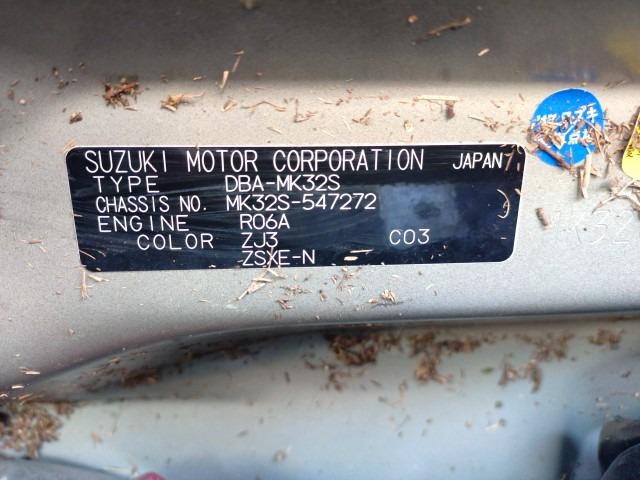 SUZUKI MOTOR CORPORATION JAPAN
TYPE DBA-MK32S
CHASSIS NO. MK32S-547272
ENGINE R06A
COLOR ZJ3 C03
ZSXE-N